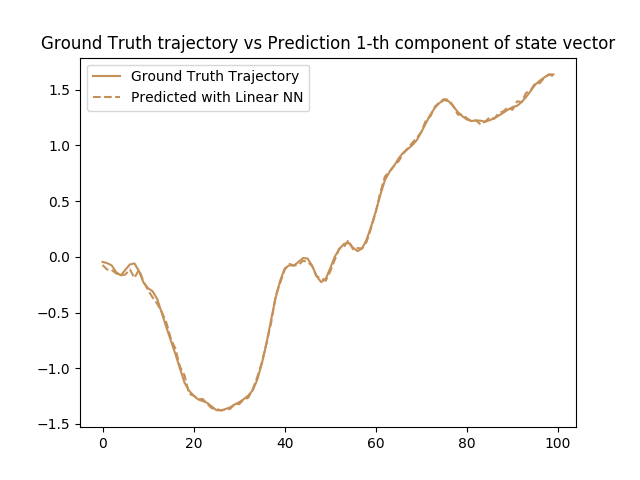 Ground Truth trajectory vs Prediction 1-th component of state vector
Ground Truth Trajectory
Predicted with Linear NN
1.5
1.0
0.5
0.0
−0.5
−1.0
−1.5
0 20 40 60 80 100